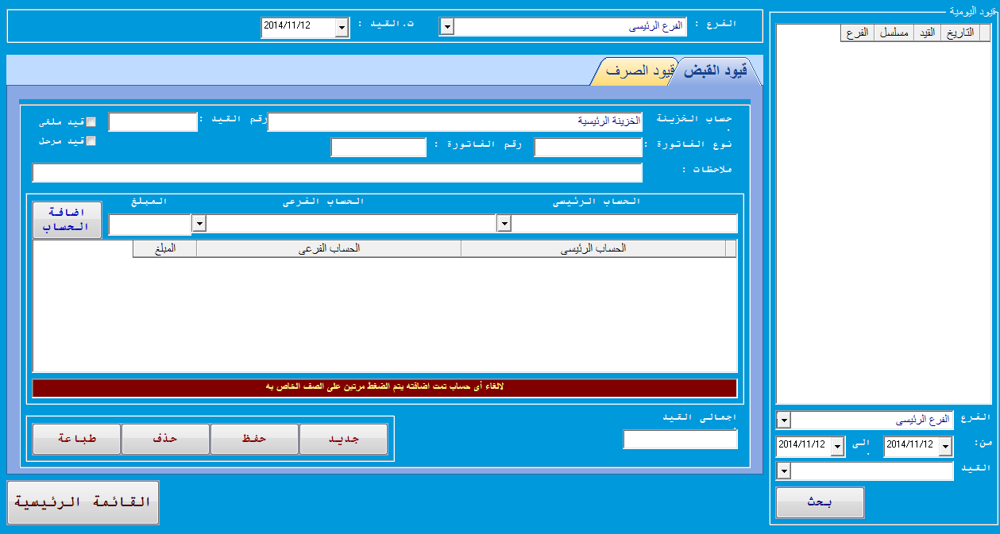 قيود اليومية
التاريخ القيد مسلسل الفرع
الفرع : الفرع الرئيسى ت.القيد : 2014/11/12
قيود القبض قيود الصرف
حساب الخزينة : الخزينة الرئيسية رقم القيد : قيد ملغى
نوع الفاتورة : رقم الفاتورة : قيد مرحل
ملاحظات :
الحساب الرئيسى الحساب الفرعى المبلغ
اضافة
الحساب
الحساب الرئيسى الحساب الفرعى المبلغ
لالغاء أى حساب تمت اضافته يتم الضغط مرتين على الصف الخاص به
اجمالى القيد :
جديد حفظ حذف طباعة
القائمة الرئيسية
الفرع الفرع الرئيسى
من: 2014/11/12 الى : 2014/11/12
القيد
بحث